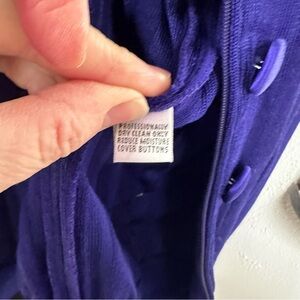 PROFESSIONALLY
DRY CLEAN ONLY
REDUCE MOISTURE
COVER BUTTONS